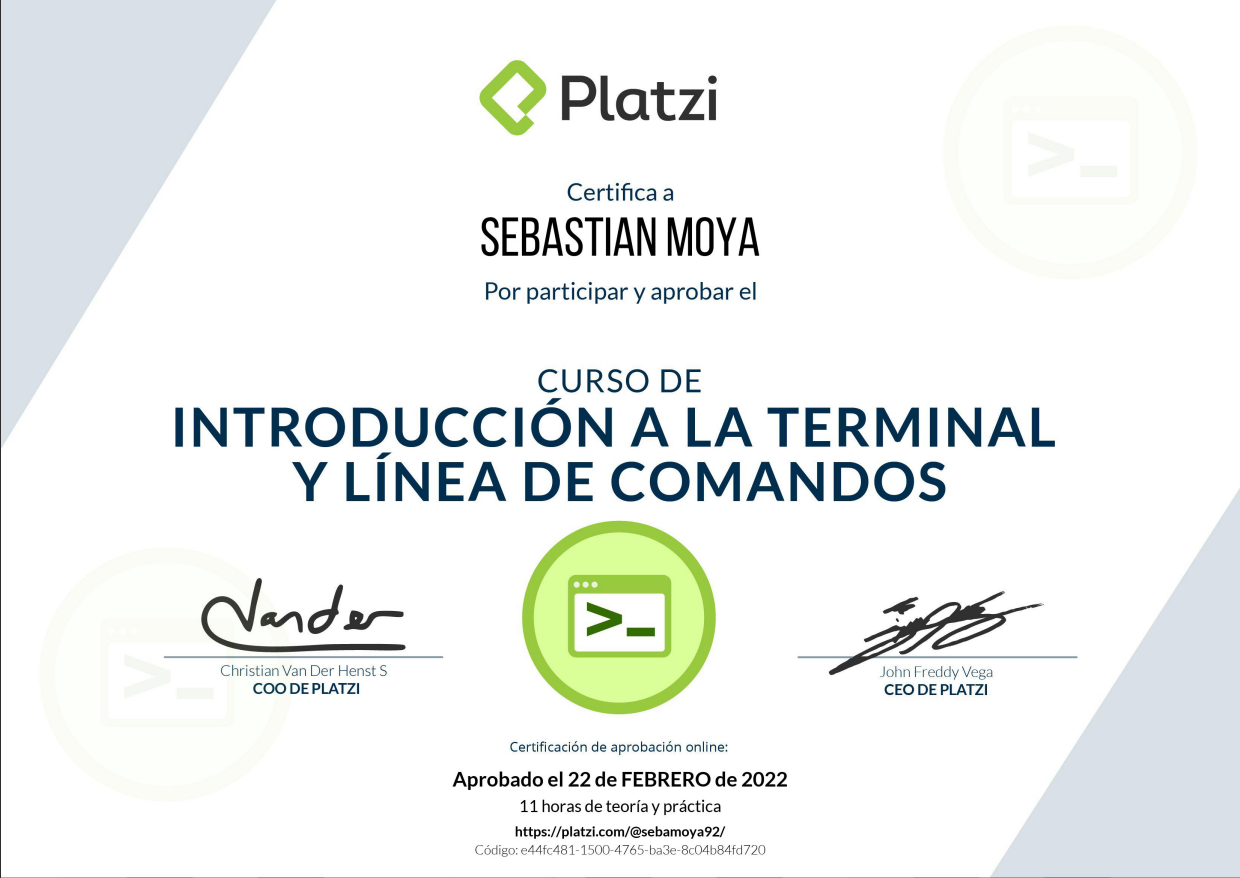 Platzi
Certifica a
SEBASTIAN MOYA
Por participar y aprobar el
CURSO DE
INTRODUCCIÓN A LA TERMINAL
Y LÍNEA DE COMANDOS
>_
Vander
Christian Van Der Henst S
COO DE PLATZI
John Freddy Vega
CEO DE PLATZI
Certificación de aprobación online:
Aprobado el 22 de FEBRERO de 2022
11 horas de teoría y práctica
https://platzi.com/@sebamoya92/
Código: e44fc481-1500-4765-ba3e-8c04b84fd720